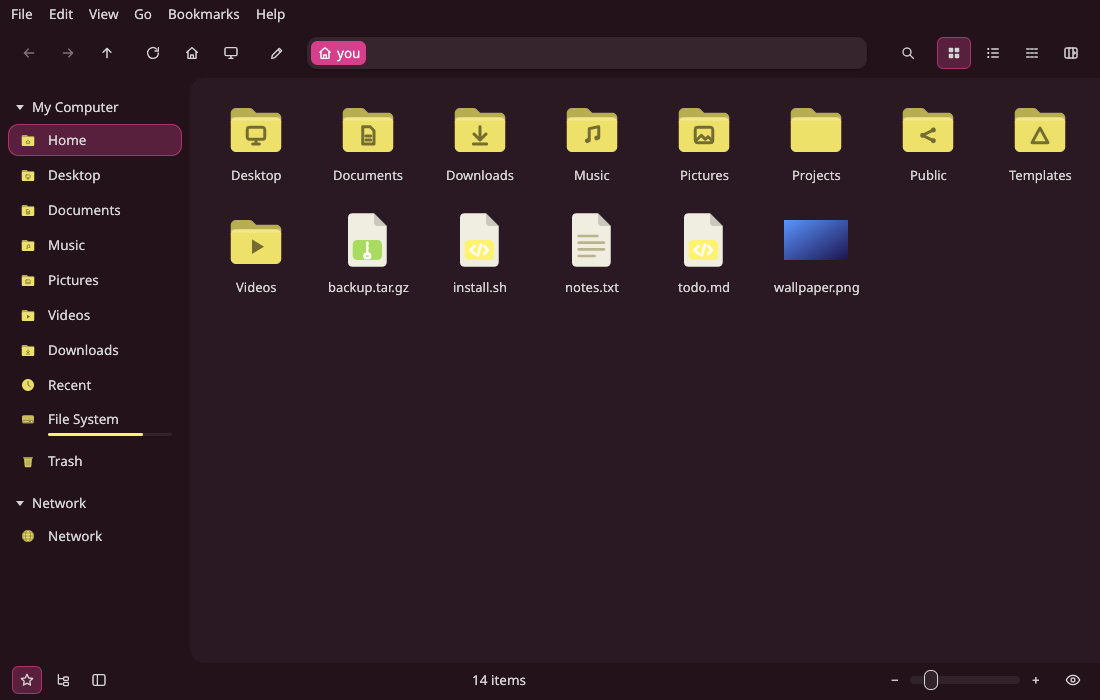 File Edit View Go Bookmarks Help
you
My Computer
Home
Desktop
Documents
Music
Pictures
Videos
Downloads
Recent
File System
Trash
Network
Network
Desktop Documents Downloads Music Pictures Projects Public Templates
Videos backup.tar.gz install.sh notes.txt todo.md wallpaper.png
14 items